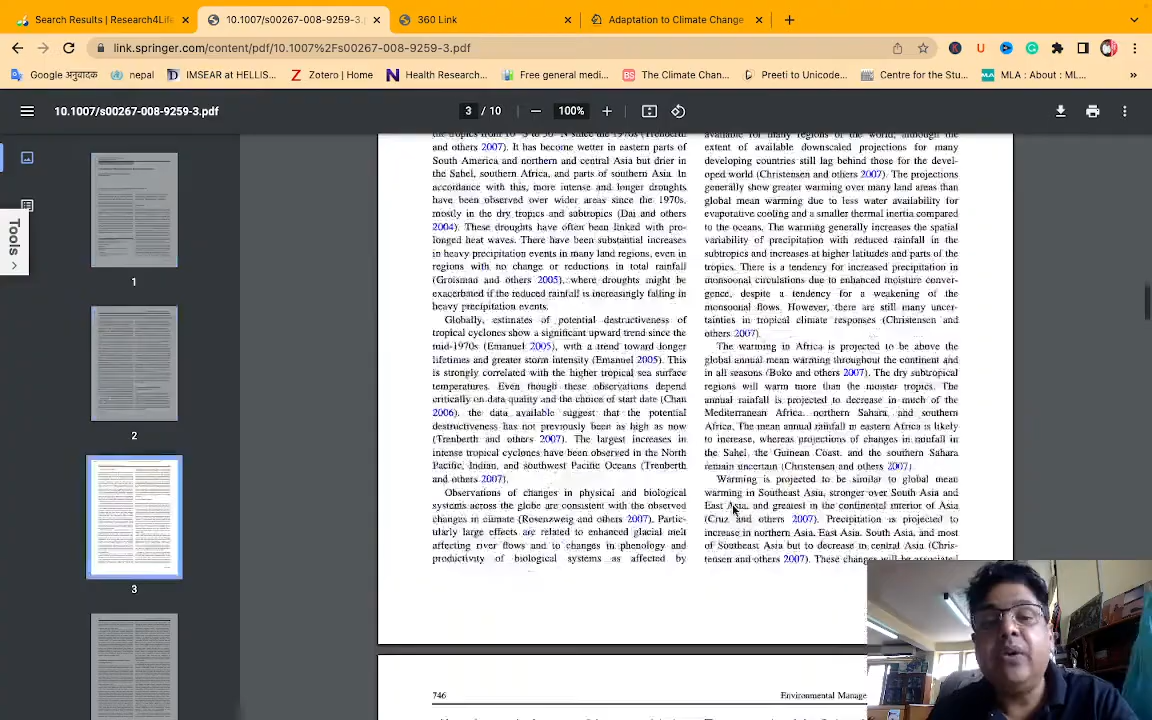 Search Results | Research4Life
10.1007/s00267-008-9259-3.p
360 Link
Adaptation to Climate Change
link.springer.com/content/pdf/10.1007%2Fs00267-008-9259-3.pdf
Google अनुवादक
nepal
IMSEAR at HELLIS...
Zotero | Home
Health Research...
Free general medi...
The Climate Chan...
Preeti to Unicode...
Centre for the Stu...
MLA : About : ML...
10.1007/s00267-008-9259-3.pdf
3 / 10
100%
Tools
1
2
3
and others 2007). It has become wetter in eastern parts of
South America and northern and central Asia but drier in
the Sahel, southern Africa, and parts of southern Asia. In
accordance with this, more intense and longer droughts
have been observed over wider areas since the 1970s,
mostly in the dry tropics and subtropics (Dai and others
2004). These droughts have often been linked with pro-
longed heat waves. There have been substantial increases
in heavy precipitation events in many land regions, even in
regions with no change or reductions in total rainfall
(Groisman and others 2005), where droughts might be
exacerbated if the reduced rainfall is increasingly falling in
heavy precipitation events.
Globally, estimates of potential destructiveness of
tropical cyclones show a significant upward trend since the
mid-1970s (Emanuel 2005), with a trend toward longer
lifetimes and greater storm intensity (Emanuel 2005). This
is strongly correlated with the higher tropical sea surface
temperatures. Even though these observations depend
critically on data quality and the choice of start date (Chan
2006), the data available suggest that the potential
destructiveness has not previously been as high as now
(Trenberth and others 2007). The largest increases in
intense tropical cyclones have been observed in the North
Pacific, Indian, and southwest Pacific Oceans (Trenberth
and others 2007).
Observations of changes in physical and biological
systems across the globe are consistent with the observed
changes in climate (Rosenzweig and others 2007). Partic-
ularly large effects are related to enhanced glacial melt
affecting river flows and to changes in phenology and
productivity of biological systems as affected by
available for many regions of the world, although the
extent of available downscaled projections for many
developing countries still lag behind those for the devel-
oped world (Christensen and others 2007). The projections
generally show greater warming over many land areas than
global mean warming due to less water availability for
evaporative cooling and a smaller thermal inertia compared
to the oceans. The warming generally increases the spatial
variability of precipitation with reduced rainfall in the
subtropics and increases at higher latitudes and parts of the
tropics. There is a tendency for increased precipitation in
monsoonal circulations due to enhanced moisture conver-
gence, despite a tendency for a weakening of the
monsoonal flows. However, there are still many uncer-
tainties in tropical climate responses (Christensen and
others 2007).
The warming in Africa is projected to be above the
global annual mean warming throughout the continent and
in all seasons (Boko and others 2007). The dry subtropical
regions will warm more than the moister tropics. The
annual rainfall is projected to decrease in much of the
Mediterranean Africa, northern Sahara, and southern
Africa. The mean annual rainfall in eastern Africa is likely
to increase, whereas projections of changes in rainfall in
the Sahel, the Guinean Coast, and the southern Sahara
remain uncertain (Christensen and others 2007).
Warming is projected to be similar to global mean
warming in Southeast Asia, stronger over South Asia and
East Asia, and greatest in the continental interior of Asia
(Cruz and others 2007). Precipitation is projected to
increase in northern Asia, East Asia, South Asia, and most
of Southeast Asia but to decrease in central Asia (Chris-
tensen and others 2007). These changes will be associated
746
Environmental Manage